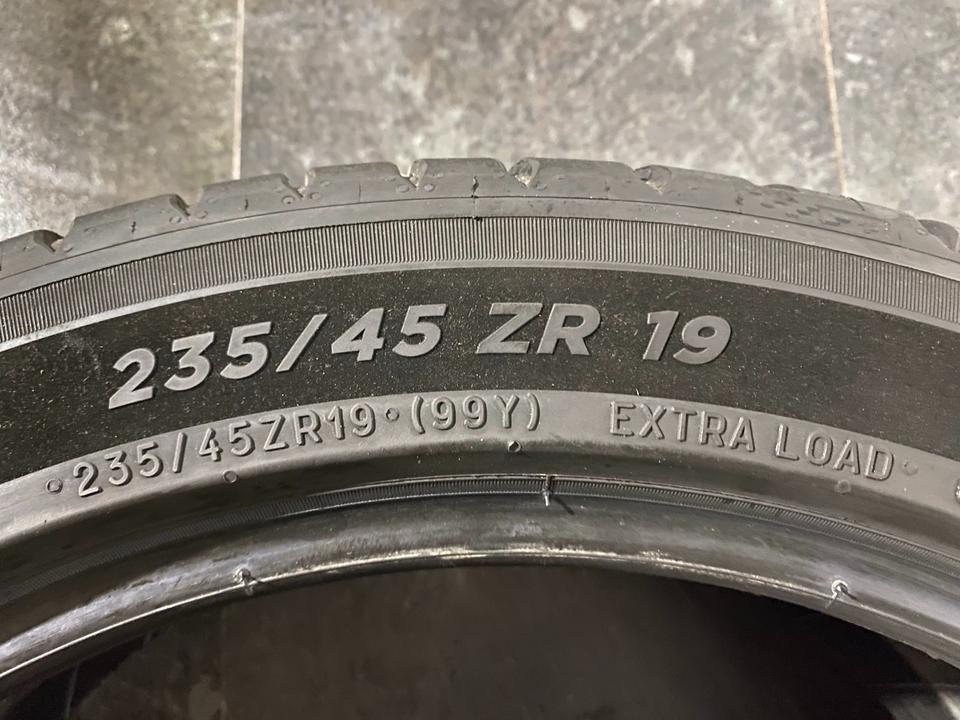 235/45 ZR 19
235/45ZR19 (99Y) EXTRA LOAD